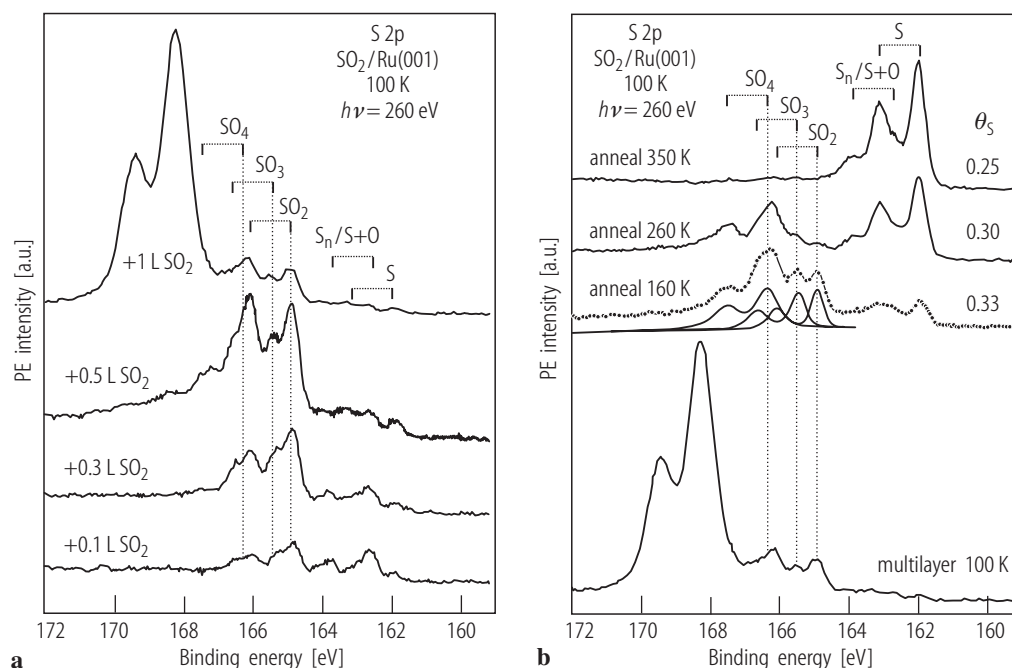 S 2p
SO2/Ru(001)
100 K
hν = 260 eV
SO4
SO3
SO2
Sn/S+O
S
+1 L SO2
+0.5 L SO2
+0.3 L SO2
+0.1 L SO2
PE intensity [a.u.]
172 170 168 166 164 162 160
Binding energy [eV]
a
S 2p
SO2/Ru(001)
100 K
hν = 260 eV
S
Sn/S+O
SO4
SO3
SO2
θS
anneal 350 K 0.25
anneal 260 K 0.30
anneal 160 K 0.33
multilayer 100 K
PE intensity [a.u.]
172 170 168 166 164 162 160
Binding energy [eV]
b